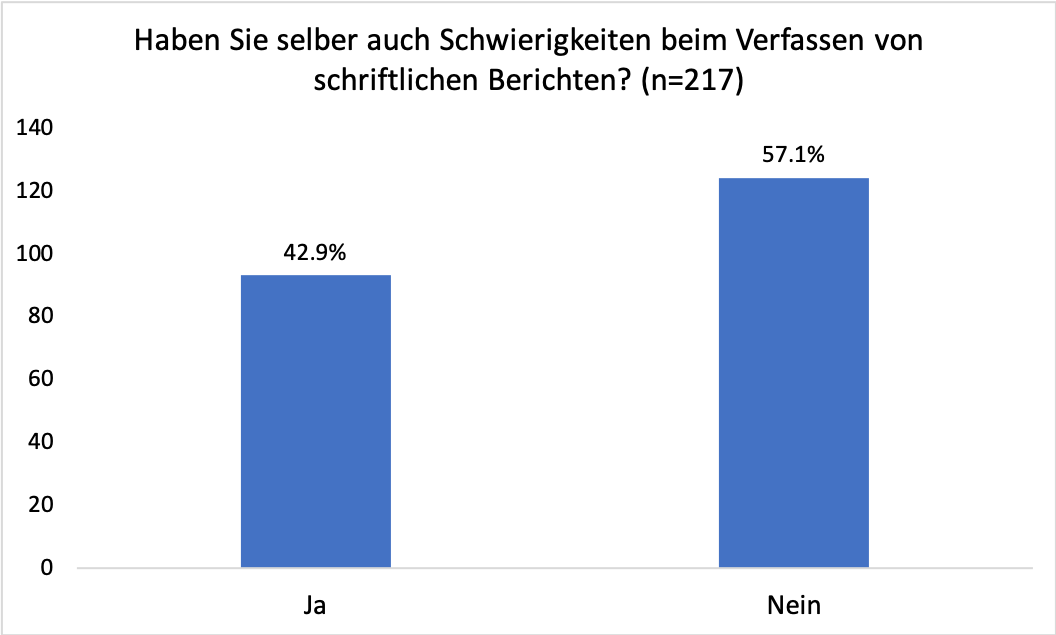 Haben Sie selber auch Schwierigkeiten beim Verfassen von
schriftlichen Berichten? (n=217)
140
120
100
80
60
40
20
0
42.9%
57.1%
Ja
Nein